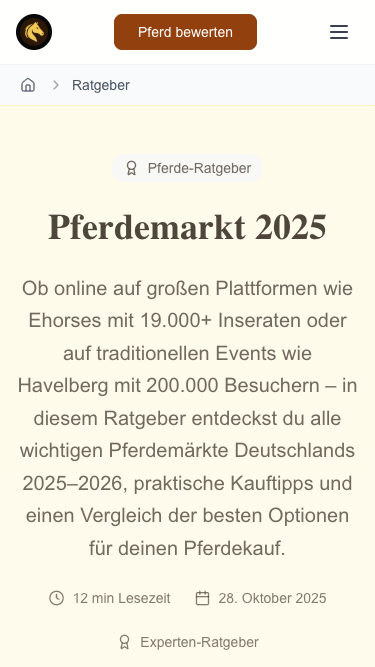 Pferd bewerten
Ratgeber
Pferde-Ratgeber
Pferdemarkt 2025
Ob online auf großen Plattformen wie
Ehorses mit 19.000+ Inseraten oder
auf traditionellen Events wie
Havelberg mit 200.000 Besuchern – in
diesem Ratgeber entdeckst du alle
wichtigen Pferdemärkte Deutschlands
2025–2026, praktische Kauftipps und
einen Vergleich der besten Optionen
für deinen Pferdekauf.
12 min Lesezeit
28. Oktober 2025
Experten-Ratgeber